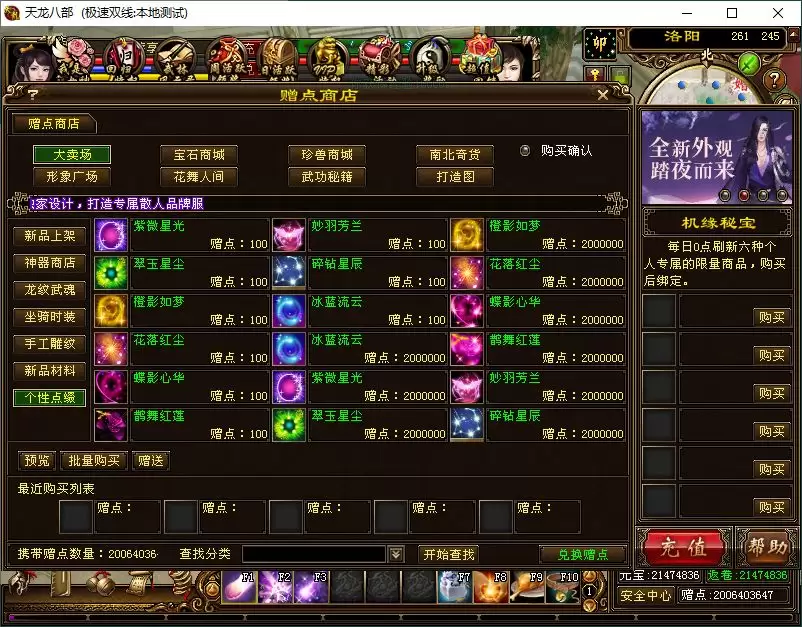 天龙八部 (极速双线:本地测试)
卯
洛阳 261 245
北
?
赠点商店
赠点商店
大卖场 宝石商城 珍兽商城 南北奇货 购买确认
形象广场 花舞人间 武功秘籍 打造图
家设计，打造专属散人品牌服
全新外观
踏夜而来
机缘秘宝
每日0点刷新六种个
人专属的限量商品，购买
后绑定。
新品上架
神器商店
龙纹武魂
坐骑时装
手工雕纹
新品材料
个性点缀
紫微星光 赠点：100
妙羽芳兰 赠点：100
橙影如梦 赠点：2000000
翠玉星尘 赠点：100
碎钻星辰 赠点：100
花落红尘 赠点：2000000
橙影如梦 赠点：100
冰蓝流云 赠点：100
蝶影心华 赠点：2000000
花落红尘 赠点：100
冰蓝流云 赠点：2000000
鹊舞红莲 赠点：2000000
蝶影心华 赠点：100
紫微星光 赠点：2000000
妙羽芳兰 赠点：2000000
鹊舞红莲 赠点：100
翠玉星尘 赠点：2000000
碎钻星辰 赠点：2000000
购买
购买
购买
购买
购买
购买
预览 批量购买 赠送
最近购买列表
赠点： 赠点： 赠点： 赠点： 赠点：
携带赠点数量：20064036 查找分类 开始查找 兑换赠点
充值 帮助
F1 F2 F3 F7 F8 F9 F10
1
元宝:21474836 返卷:21474836
安全中心 赠点:2006403647